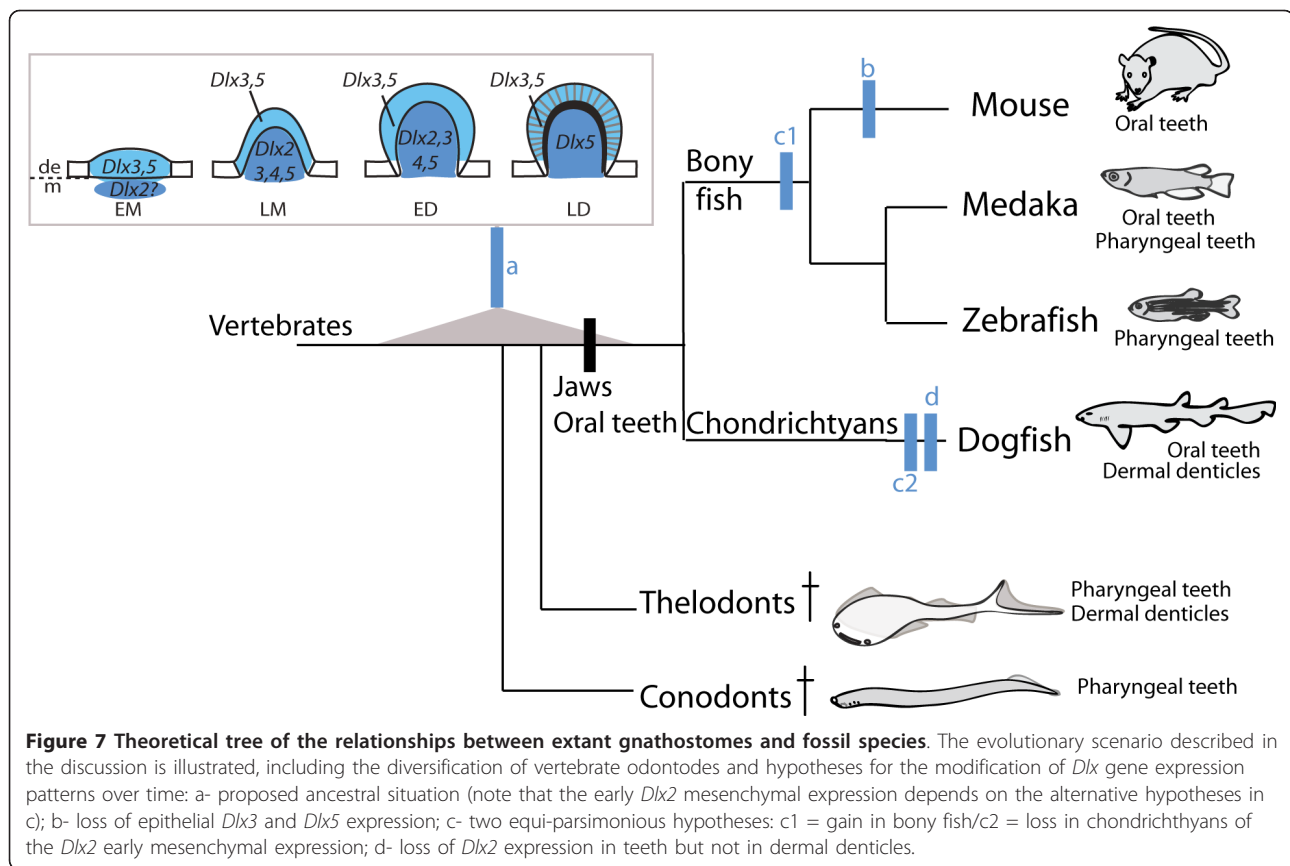 Dlx3,5
Dlx3,5
Dlx3,5
Dlx3,5
Dlx2?
Dlx2
3,4,5
Dlx2,3
4,5
Dlx5
de
m
EM
LM
ED
LD
a
Vertebrates
Jaws
Oral teeth
Bony
fish
c1
b
Mouse
Oral teeth
Medaka
Oral teeth
Pharyngeal teeth
Zebrafish
Pharyngeal teeth
Chondrichtyans
c2
d
Dogfish
Oral teeth
Dermal denticles
Thelodonts †
Pharyngeal teeth
Dermal denticles
Conodonts †
Pharyngeal teeth
Figure 7 Theoretical tree of the relationships between extant gnathostomes and fossil species. The evolutionary scenario described in
the discussion is illustrated, including the diversification of vertebrate odontodes and hypotheses for the modification of Dlx gene expression
patterns over time: a- proposed ancestral situation (note that the early Dlx2 mesenchymal expression depends on the alternative hypotheses in
c); b- loss of epithelial Dlx3 and Dlx5 expression; c- two equi-parsimonious hypotheses: c1 = gain in bony fish/c2 = loss in chondrichthyans of
the Dlx2 early mesenchymal expression; d- loss of Dlx2 expression in teeth but not in dermal denticles.